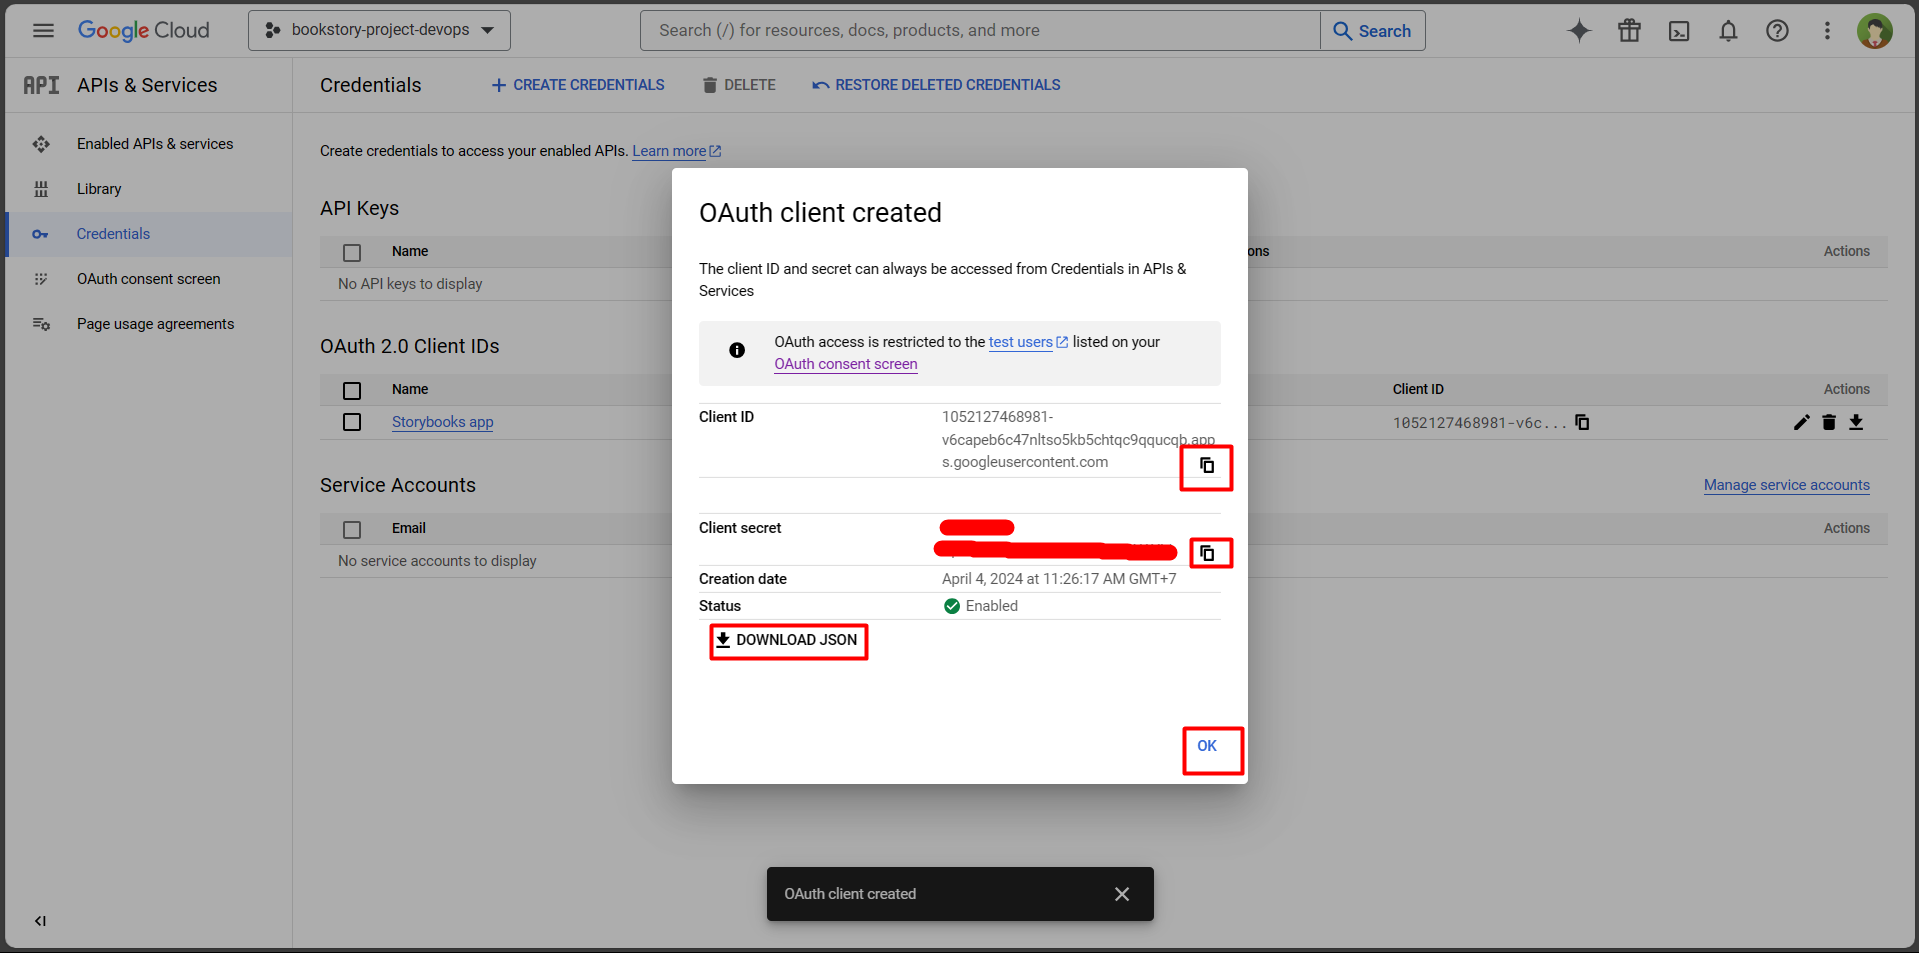 Google Cloud
bookstory-project-devops
Search (/) for resources, docs, products, and more
Search
API
APIs & Services
Credentials
CREATE CREDENTIALS
DELETE
RESTORE DELETED CREDENTIALS
Enabled APIs & services
Library
Credentials
OAuth consent screen
Page usage agreements
Create credentials to access your enabled APIs. Learn more
API Keys
Name
ons
Actions
No API keys to display
OAuth 2.0 Client IDs
Name
Client ID
Actions
Storybooks app
1052127468981-v6c...
Service Accounts
Manage service accounts
Email
Actions
No service accounts to display
OAuth client created
The client ID and secret can always be accessed from Credentials in APIs &
Services
OAuth access is restricted to the test users listed on your
OAuth consent screen
Client ID
1052127468981-
v6capeb6c47nltso5kb5chtqc9qqucqb.app
s.googleusercontent.com
Client secret
Creation date
April 4, 2024 at 11:26:17 AM GMT+7
Status
Enabled
DOWNLOAD JSON
OK
OAuth client created